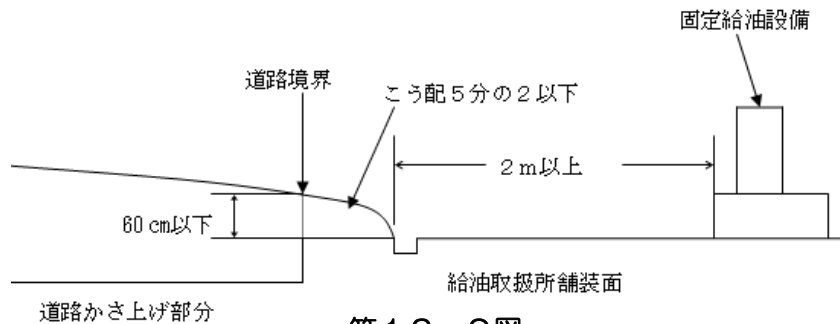 固定給油設備
道路境界
こう配５分の２以下
２ｍ以上
60 cm以下
給油取扱所舗装面
道路かさ上げ部分